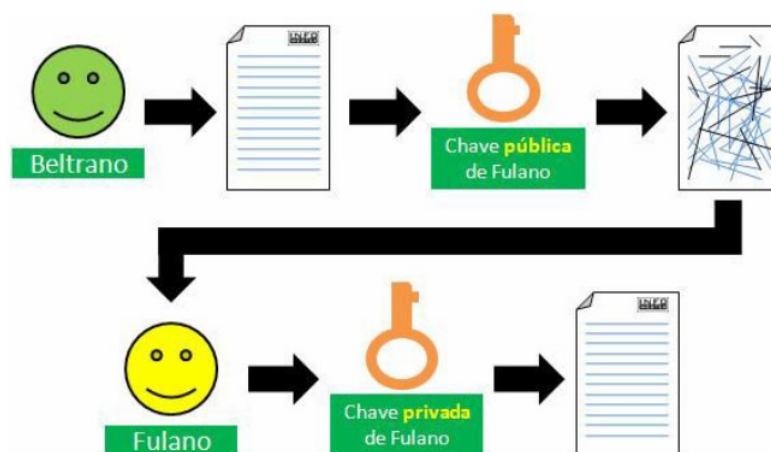 Beltrano
Chave pública
de Fulano
Fulano
Chave privada
de Fulano